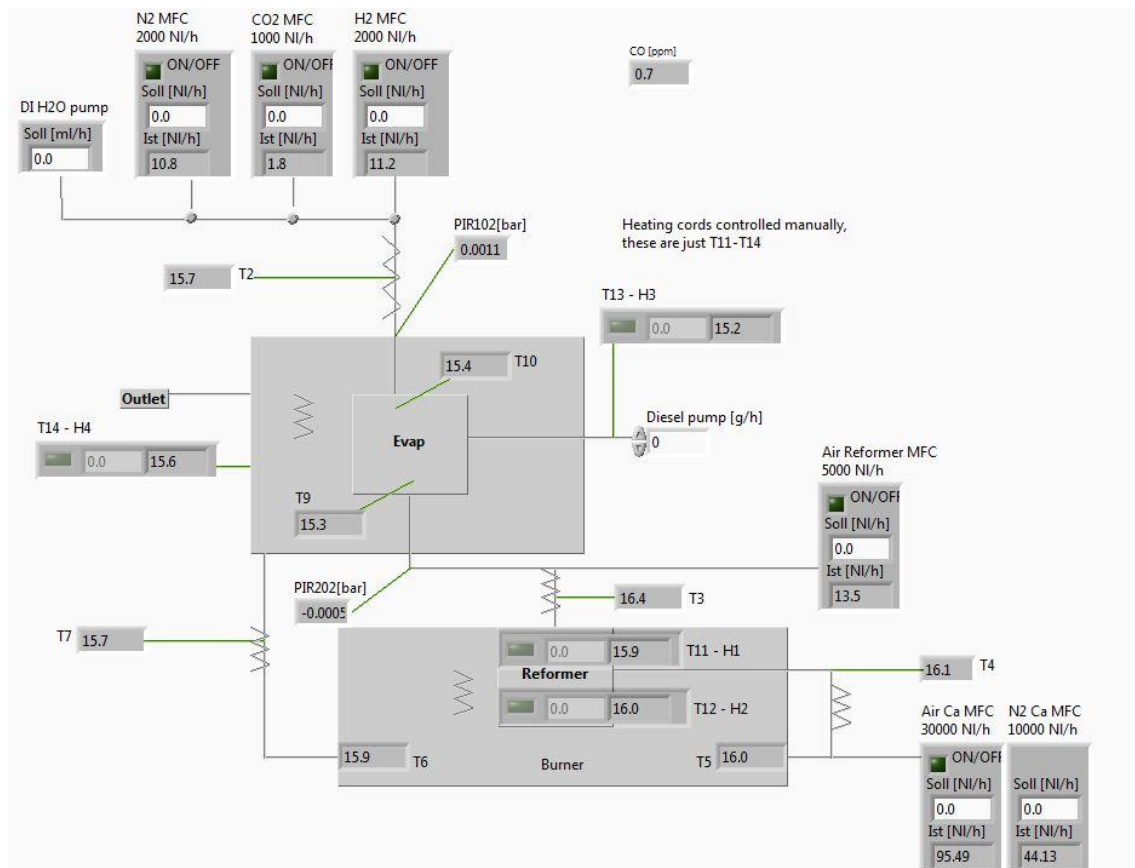 N2 MFC
2000 Nl/h
CO2 MFC
1000 Nl/h
H2 MFC
2000 Nl/h
CO [ppm]
0.7
ON/OFF
Soll [Nl/h]
0.0
Ist [Nl/h]
10.8
ON/OFF
Soll [Nl/h]
0.0
Ist [Nl/h]
1.8
ON/OFF
Soll [Nl/h]
0.0
Ist [Nl/h]
11.2
DI H2O pump
Soll [ml/h]
0.0
PIR102[bar]
0.0011
Heating cords controlled manually,
these are just T11-T14
15.7 T2
T13 - H3
0.0 15.2
15.4 T10
Outlet
Evap
Diesel pump [g/h]
0
T14 - H4
0.0 15.6
T9
15.3
Air Reformer MFC
5000 Nl/h
ON/OFF
Soll [Nl/h]
0.0
Ist [Nl/h]
13.5
PIR202[bar]
-0.0005
16.4 T3
T7 15.7
0.0 15.9 T11 - H1
Reformer
0.0 16.0 T12 - H2
16.1 T4
15.9 T6
Burner
T5 16.0
Air Ca MFC
30000 Nl/h
ON/OFF
Soll [Nl/h]
0.0
Ist [Nl/h]
95.49
N2 Ca MFC
10000 Nl/h
Soll [Nl/h]
0.0
Ist [Nl/h]
44.13